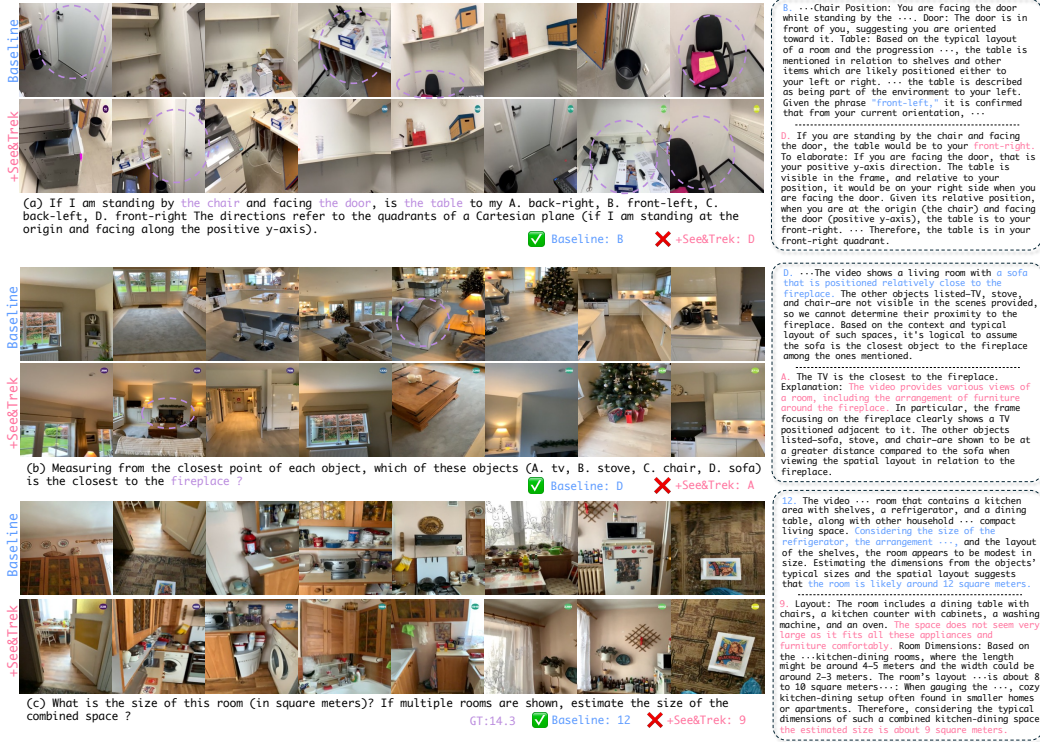 Baseline
+See&Trek
(a) If I am standing by the chair and facing the door, is the table to my A. back-right, B. front-left, C.
back-left, D. front-right The directions refer to the quadrants of a Cartesian plane (if I am standing at the
origin and facing along the positive y-axis).
Baseline: B
+See&Trek: D
B. ···Chair Position: You are facing the door
while standing by the ···. Door: The door is in
front of you, suggesting you are oriented
toward it. Table: Based on the typical layout
of a room and the progression ···, the table is
mentioned in relation to shelves and other
items which are likely positioned either to
your left or right. ··· the table is described
as being part of the environment to your left.
Given the phrase "front-left," it is confirmed
that from your current orientation, ···
D. If you are standing by the chair and facing
the door, the table would be to your front-right.
To elaborate: If you are facing the door, that is
your positive y-axis direction. The table is
visible in the frame, and relative to your
position, it would be on your right side when you
are facing the door. Given its relative position,
when you are at the origin (the chair) and facing
the door (positive y-axis), the table is to your
front-right. ··· Therefore, the table is in your
front-right quadrant.
Baseline
+See&Trek
(b) Measuring from the closest point of each object, which of these objects (A. tv, B. stove, C. chair, D. sofa)
is the closest to the fireplace ?
Baseline: D
+See&Trek: A
D. ···The video shows a living room with a sofa
that is positioned relatively close to the
fireplace. The other objects listed—TV, stove,
and chair—are not visible in the scenes provided,
so we cannot determine their proximity to the
fireplace. Based on the context and typical
layout of such spaces, it's logical to assume
the sofa is the closest object to the fireplace
among the ones mentioned.
A. The TV is the closest to the fireplace.
Explanation: The video provides various views of
a room, including the arrangement of furniture
around the fireplace. In particular, the frame
focusing on the fireplace clearly shows a TV
positioned adjacent to it. The other objects
listed—sofa, stove, and chair—are shown to be at
a greater distance compared to the sofa when
viewing the spatial layout in relation to the
fireplace.
Baseline
+See&Trek
(c) What is the size of this room (in square meters)? If multiple rooms are shown, estimate the size of the
combined space ?
GT:14.3
Baseline: 12
+See&Trek: 9
12. The video ··· room that contains a kitchen
area with shelves, a refrigerator, and a dining
table, along with other household ··· compact
living space. Considering the size of the
refrigerator, the arrangement ···, and the layout
of the shelves, the room appears to be modest in
size. Estimating the dimensions from the objects'
typical sizes and the spatial layout suggests
that the room is likely around 12 square meters.
9. Layout: The room includes a dining table with
chairs, a kitchen counter with cabinets, a washing
machine, and an oven. The space does not seem very
large as it fits all these appliances and
furniture comfortably. Room Dimensions: Based on
the ···kitchen-dining rooms, where the length
might be around 4–5 meters and the width could be
around 2–3 meters. The room's layout ···is about 8
to 10 square meters···: When gauging the ···, cozy
kitchen-dining setup often found in smaller homes
or apartments. Therefore, considering the typical
dimensions of such a combined kitchen-dining space
the estimated size is about 9 square meters.